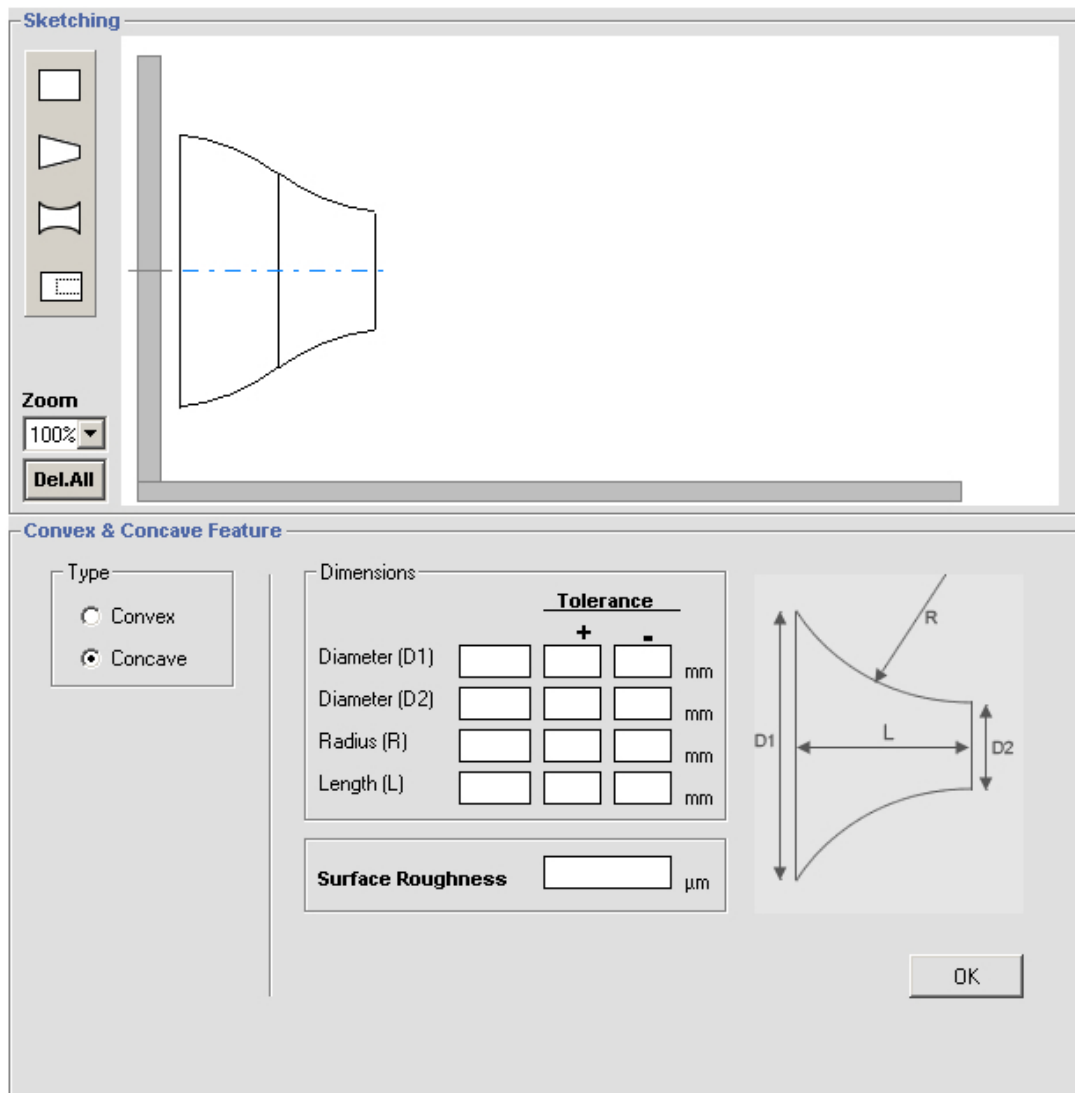 Sketching
Zoom
100%
Del.All
Convex & Concave Feature
Type
Convex
Concave
Dimensions
Tolerance
+ -
Diameter (D1) mm
Diameter (D2) mm
Radius (R) mm
Length (L) mm
Surface Roughness µm
R
D1 L D2
OK